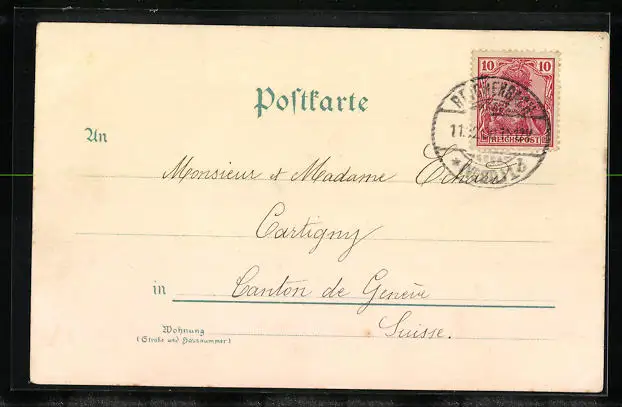 10 10
REICHSPOST
Postkarte
An
Monsieur et Madame
Cartigny
in Canton de Genève
Suisse.
Wohnung
(Straße und Hausnummer)